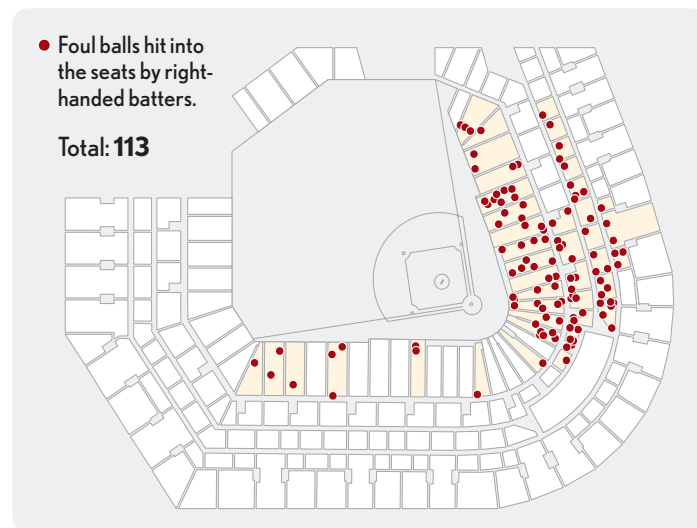 Foul balls hit into
the seats by right-
handed batters.
Total: 113